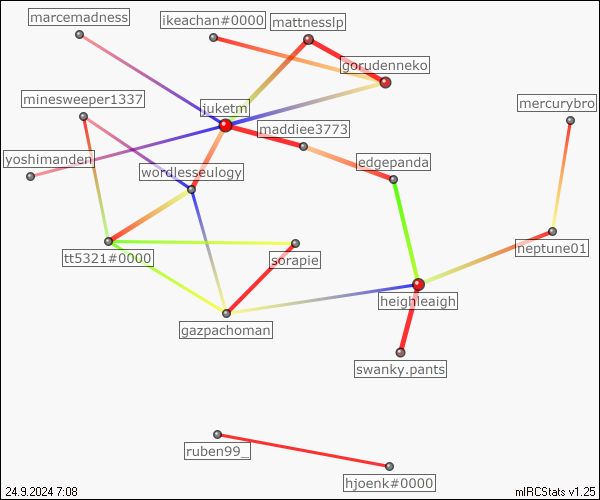 marcemadness
ikeachan#0000
mattnesslp
gorudenneko
minesweeper1337
mercurybro
juketm
maddiee3773
yoshimanden
edgepanda
wordlesseulogy
tt5321#0000
sorapie
neptune01
heighleaigh
gazpachoman
swanky.pants
ruben99_
hjoenk#0000
24.9.2024 7:08
mIRCStats v1.25